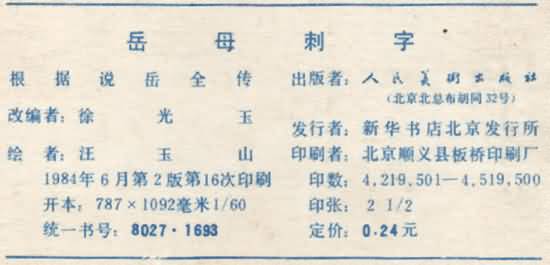 岳母刺字
根据说岳全传
改编者：徐光玉
绘者：汪玉山
1984年6月第2版第16次印刷
开本：787×1092毫米1/60
统一书号：8027·1693
出版者：人民美術出版社
（北京北总布胡同32号）
发行者：新华书店北京发行所
印刷者：北京顺义县板桥印刷厂
印数：4,219,501—4,519,500
印张：2 1/2
定价：0.24元